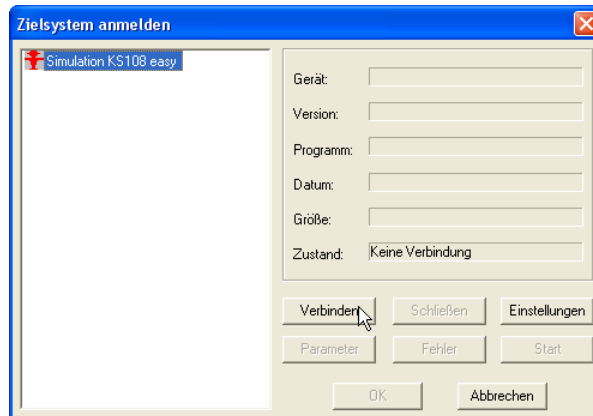 Zielsystem anmelden
Simulation KS108 easy
Gerät:
Version:
Programm:
Datum:
Größe:
Zustand: Keine Verbindung
Verbinden Schließen Einstellungen
Parameter Fehler Start
OK Abbrechen